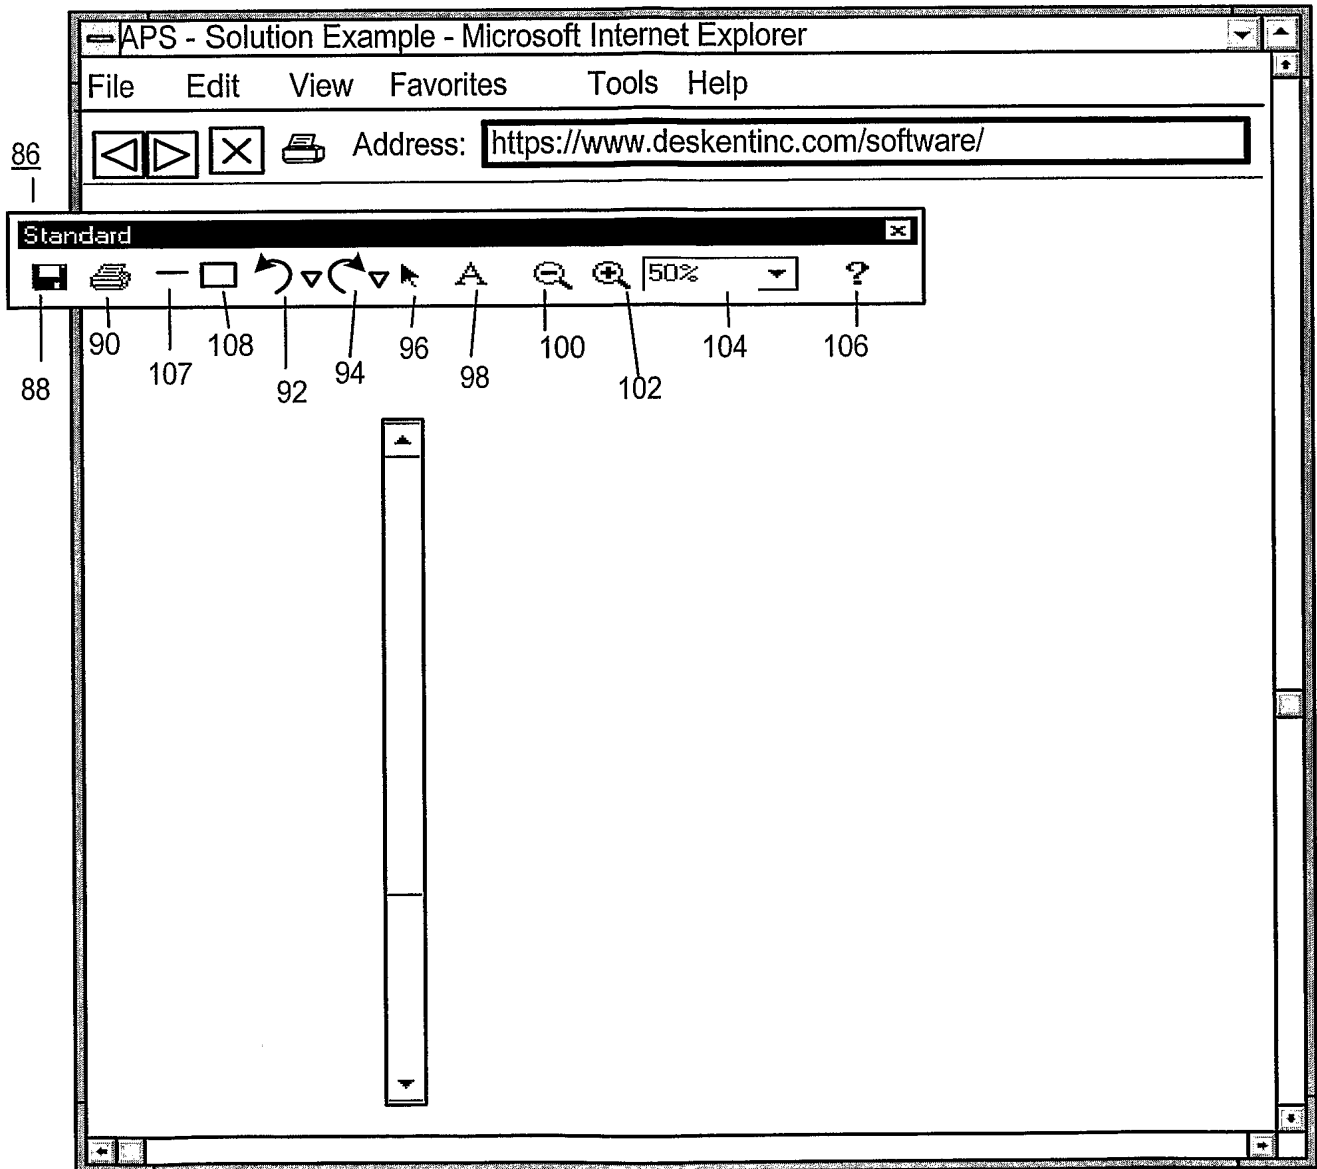 APS - Solution Example - Microsoft Internet Explorer
File Edit View Favorites Tools Help
Address: https://www.deskentinc.com/software/
86
Standard
A 50% ?
90 108 96 100 104 106
107 94 98 102
88 92